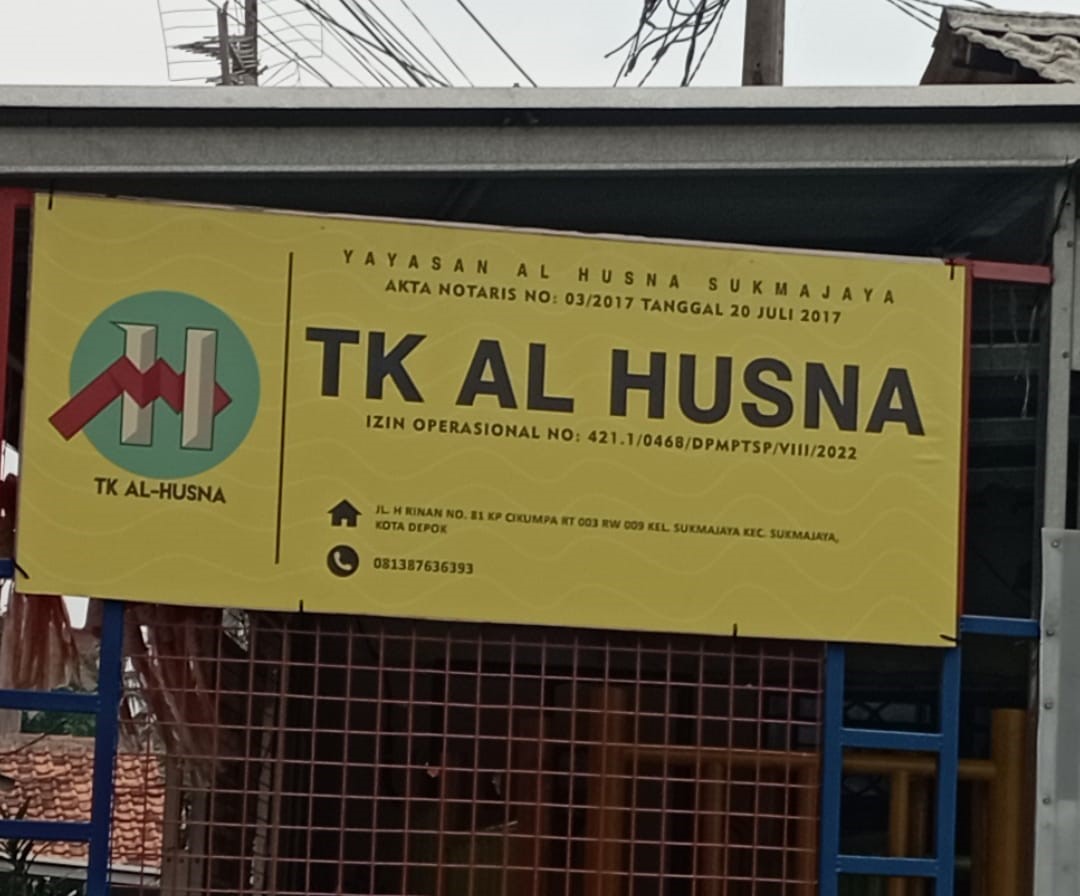 YAYASAN AL HUSNA SUKMAJAYA
AKTA NOTARIS NO: 03/2017 TANGGAL 20 JULI 2017
TK AL HUSNA
IZIN OPERASIONAL NO: 421.1/0468/DPMPTSP/VIII/2022
H
TK AL-HUSNA
JL. H RINAN NO. 81 KP CIKUMPA RT 003 RW 009 KEL. SUKMAJAYA KEC. SUKMAJAYA,
KOTA DEPOK
081387636393